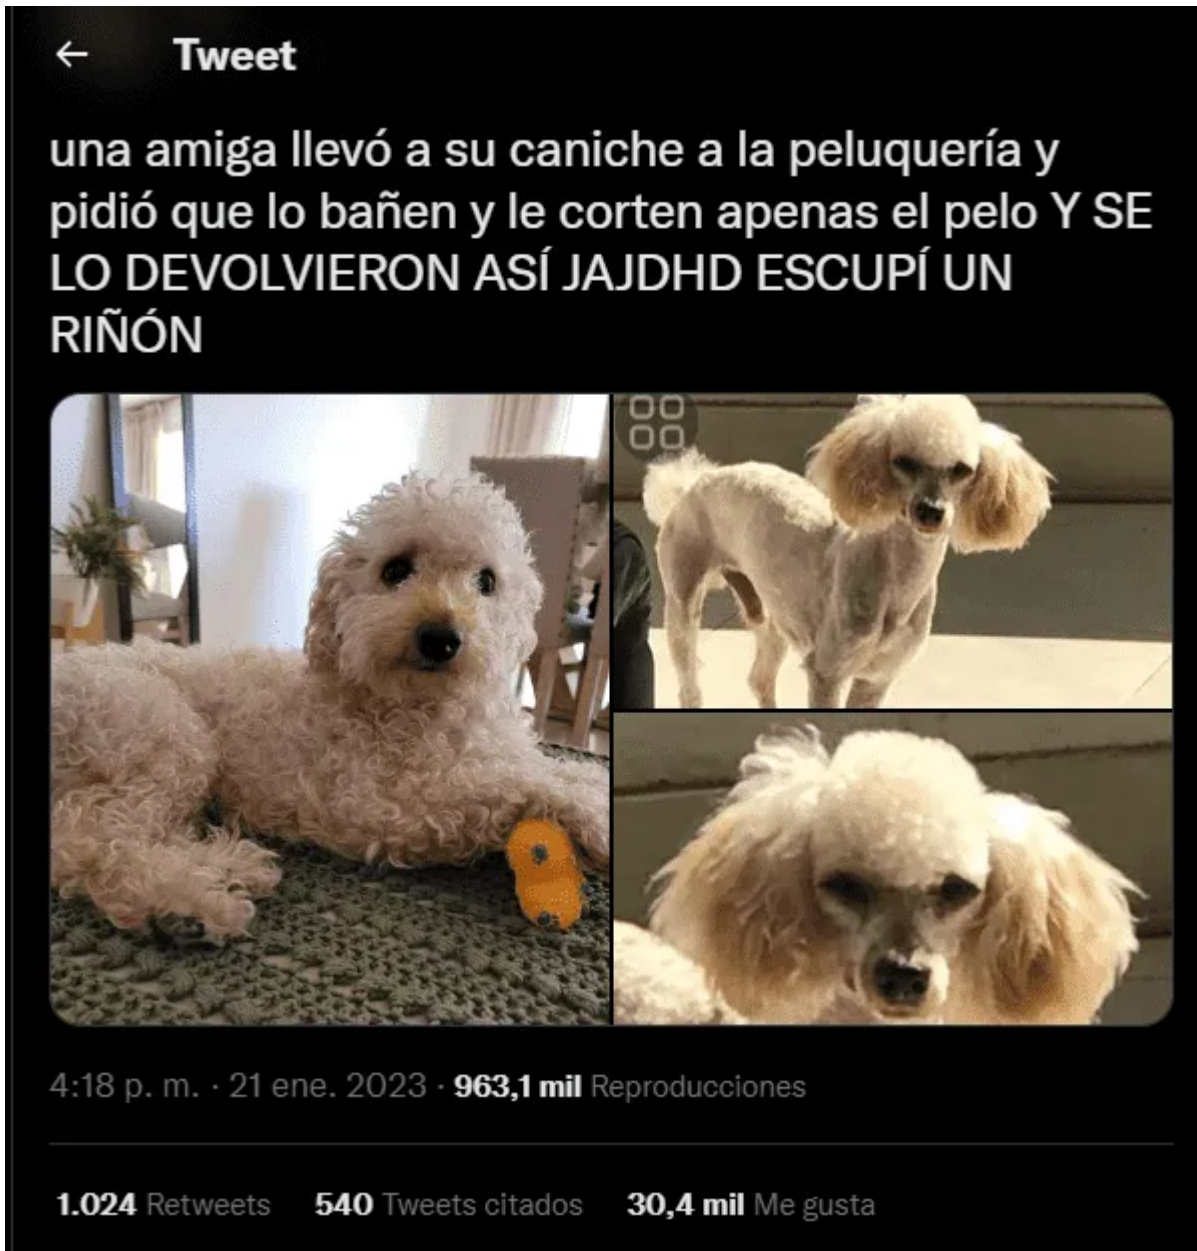 Tweet
una amiga llevó a su caniche a la peluquería y
pidió que lo bañen y le corten apenas el pelo Y SE
LO DEVOLVIERON ASÍ JAJDHD ESCUPÍ UN
RIÑÓN
4:18 p. m. · 21 ene. 2023 · 963,1 mil Reproducciones
1.024 Retweets 540 Tweets citados 30,4 mil Me gusta